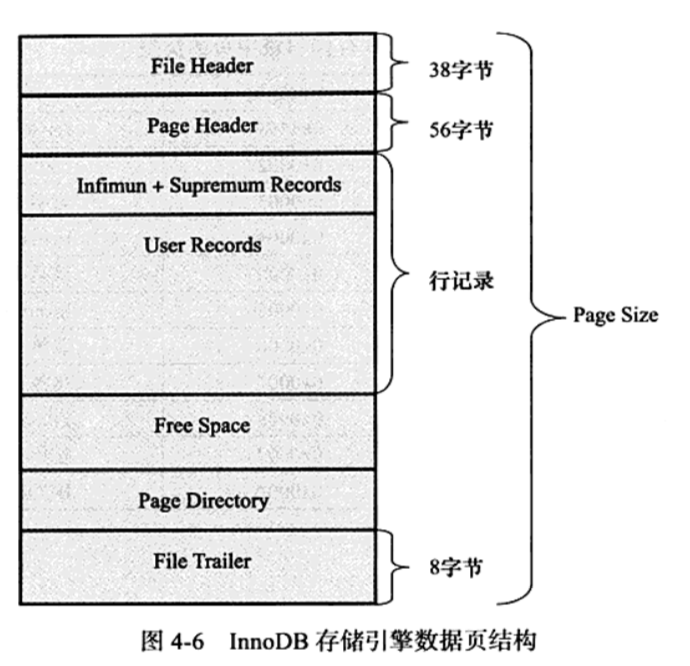 File Header
38字节
Page Header
56字节
Infimun + Supremum Records
User Records
行记录
Page Size
Free Space
Page Directory
File Trailer
8字节
图 4-6 InnoDB 存储引擎数据页结构